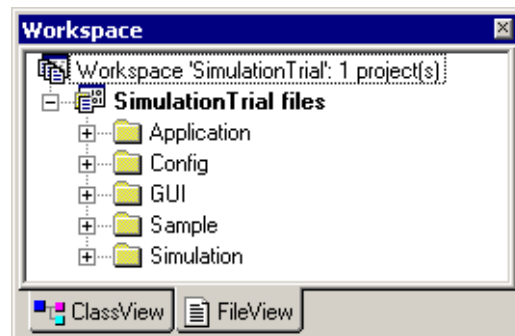 Workspace
Workspace 'SimulationTrial': 1 project(s)
SimulationTrial files
Application
Config
GUI
Sample
Simulation
ClassView FileView